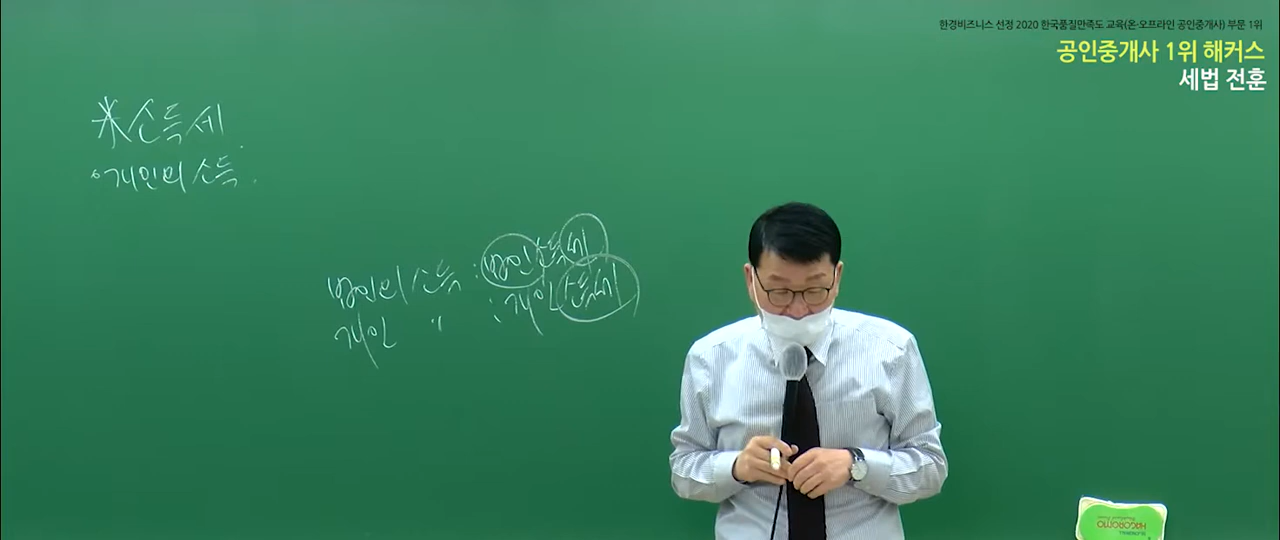 한경비즈니스 선정 2020 한국품질만족도 교육(온·오프라인 공인중개사) 부문 1위
공인중개사 1위 해커스
세법 전훈
※소득세.
•개인의 소득.
법인의 소득 : 법인소득세
개인 〃 : 개인소득세
HAGOROMO